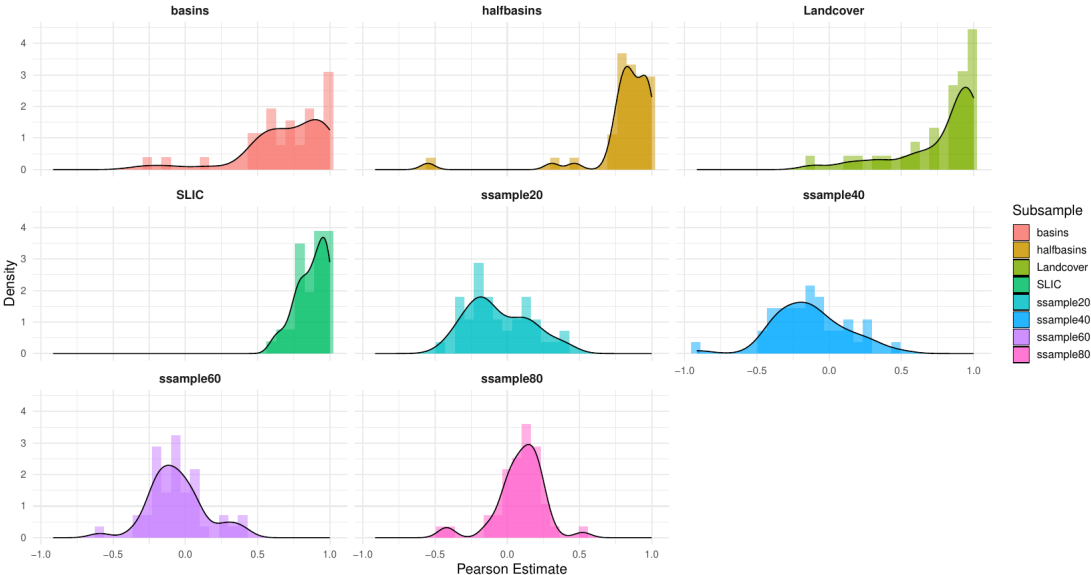 basins halfbasins Landcover
4
3
2
1
0
SLIC ssample20 ssample40
4
3
2
1
0
−1.0 −0.5 0.0 0.5 1.0
ssample60 ssample80
4
3
2
1
0
−1.0 −0.5 0.0 0.5 1.0 −1.0 −0.5 0.0 0.5 1.0
Pearson Estimate
Density
Subsample
basins
halfbasins
Landcover
SLIC
ssample20
ssample40
ssample60
ssample80